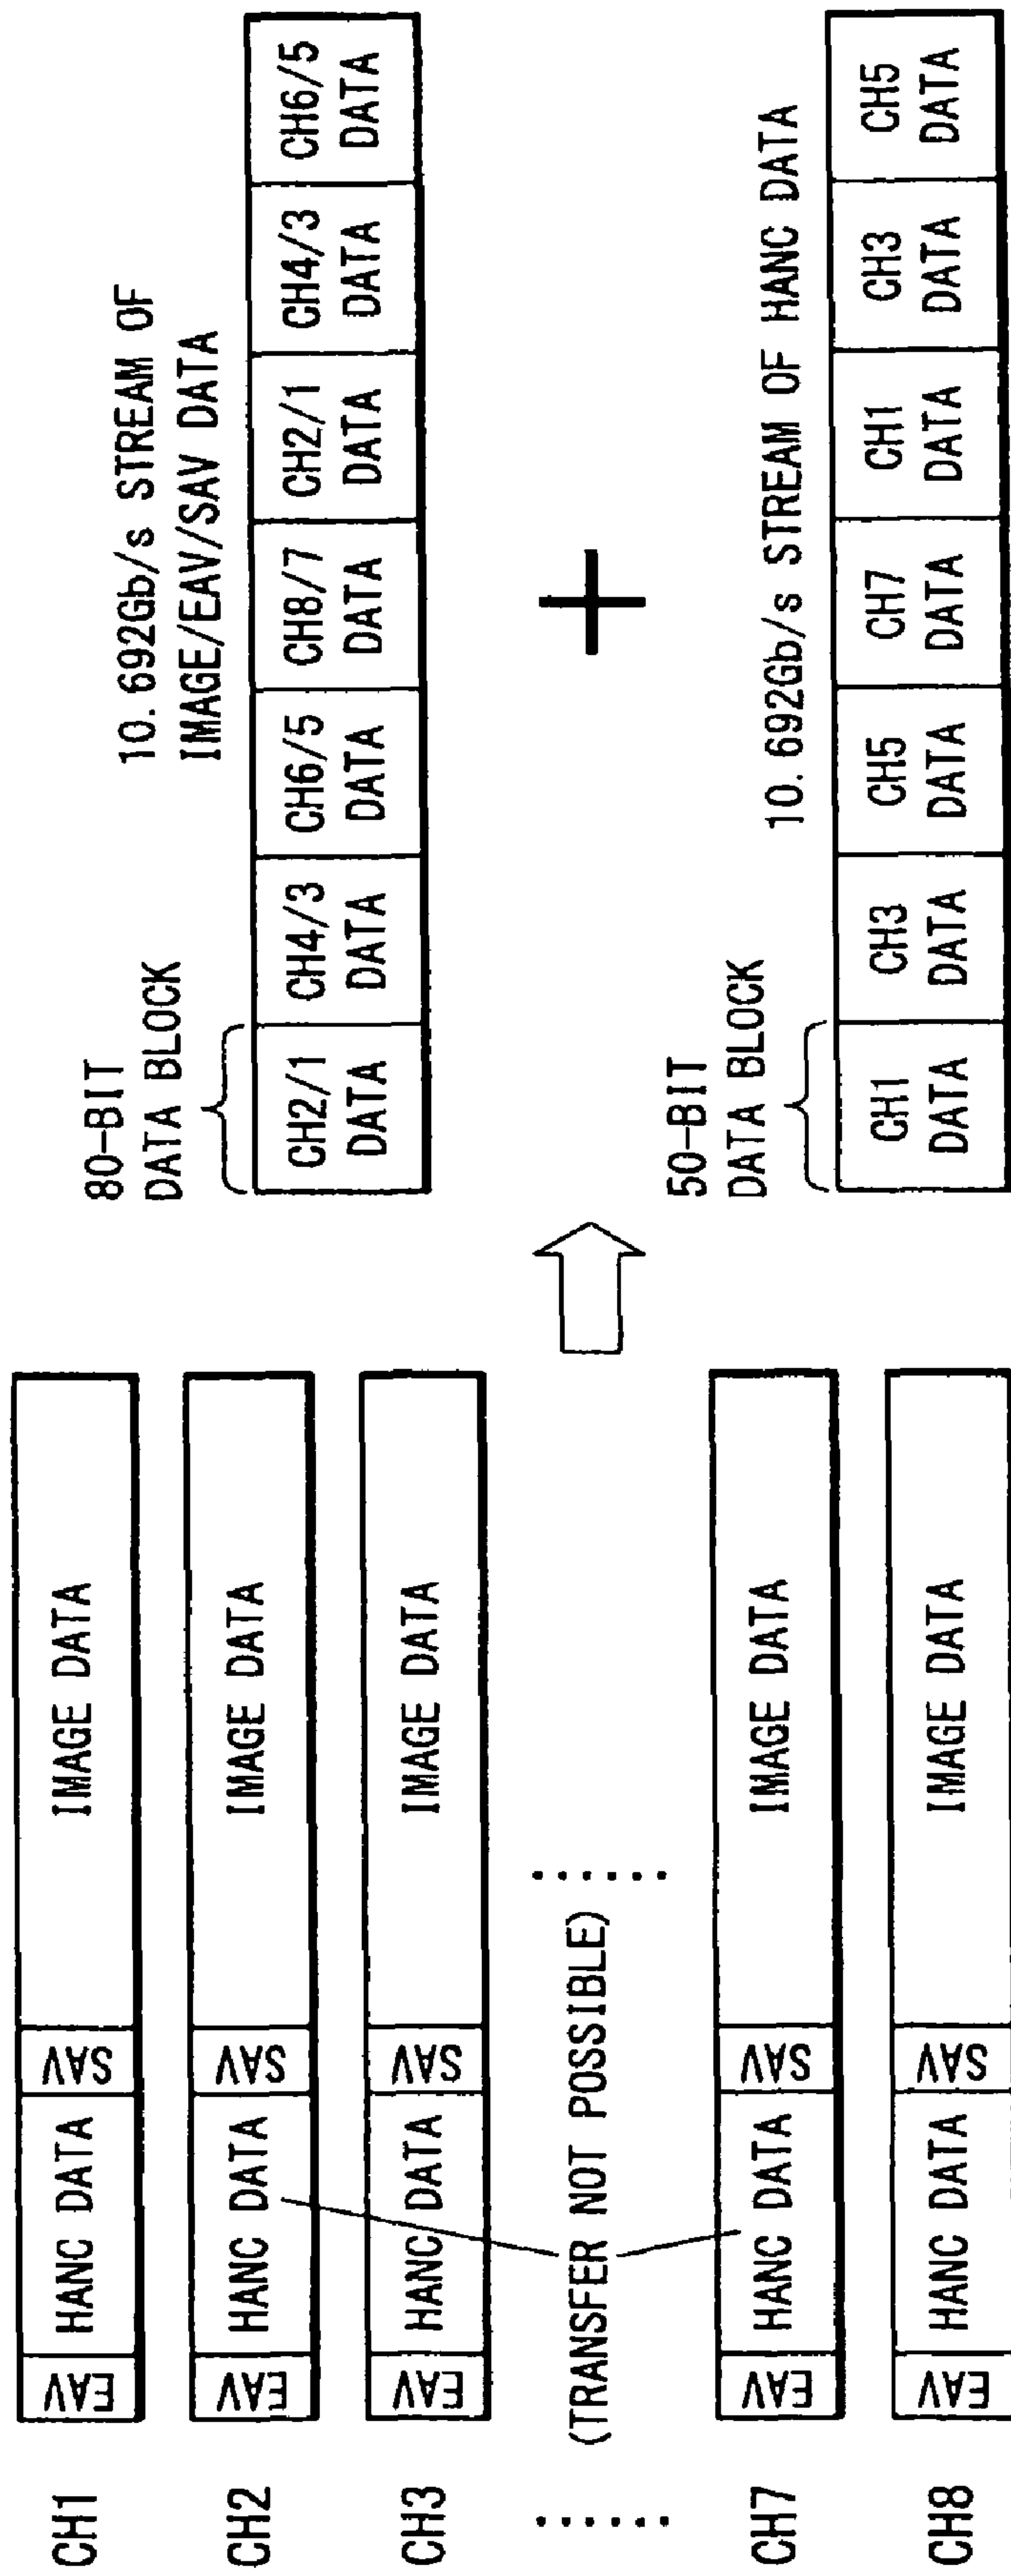 CH1
EAV
HANC DATA
SAV
IMAGE DATA
CH2
EAV
HANC DATA
SAV
IMAGE DATA
CH3
EAV
HANC DATA
SAV
IMAGE DATA
......
(TRANSFER NOT POSSIBLE)
......
CH7
EAV
HANC DATA
SAV
IMAGE DATA
CH8
EAV
HANC DATA
SAV
IMAGE DATA
80-BIT
DATA BLOCK
10.692Gb/s STREAM OF
IMAGE/EAV/SAV DATA
CH2/1
DATA
CH4/3
DATA
CH6/5
DATA
CH8/7
DATA
CH2/1
DATA
CH4/3
DATA
CH6/5
DATA
+
50-BIT
DATA BLOCK
10.692Gb/s STREAM OF HANC DATA
CH1
DATA
CH3
DATA
CH5
DATA
CH7
DATA
CH1
DATA
CH3
DATA
CH5
DATA